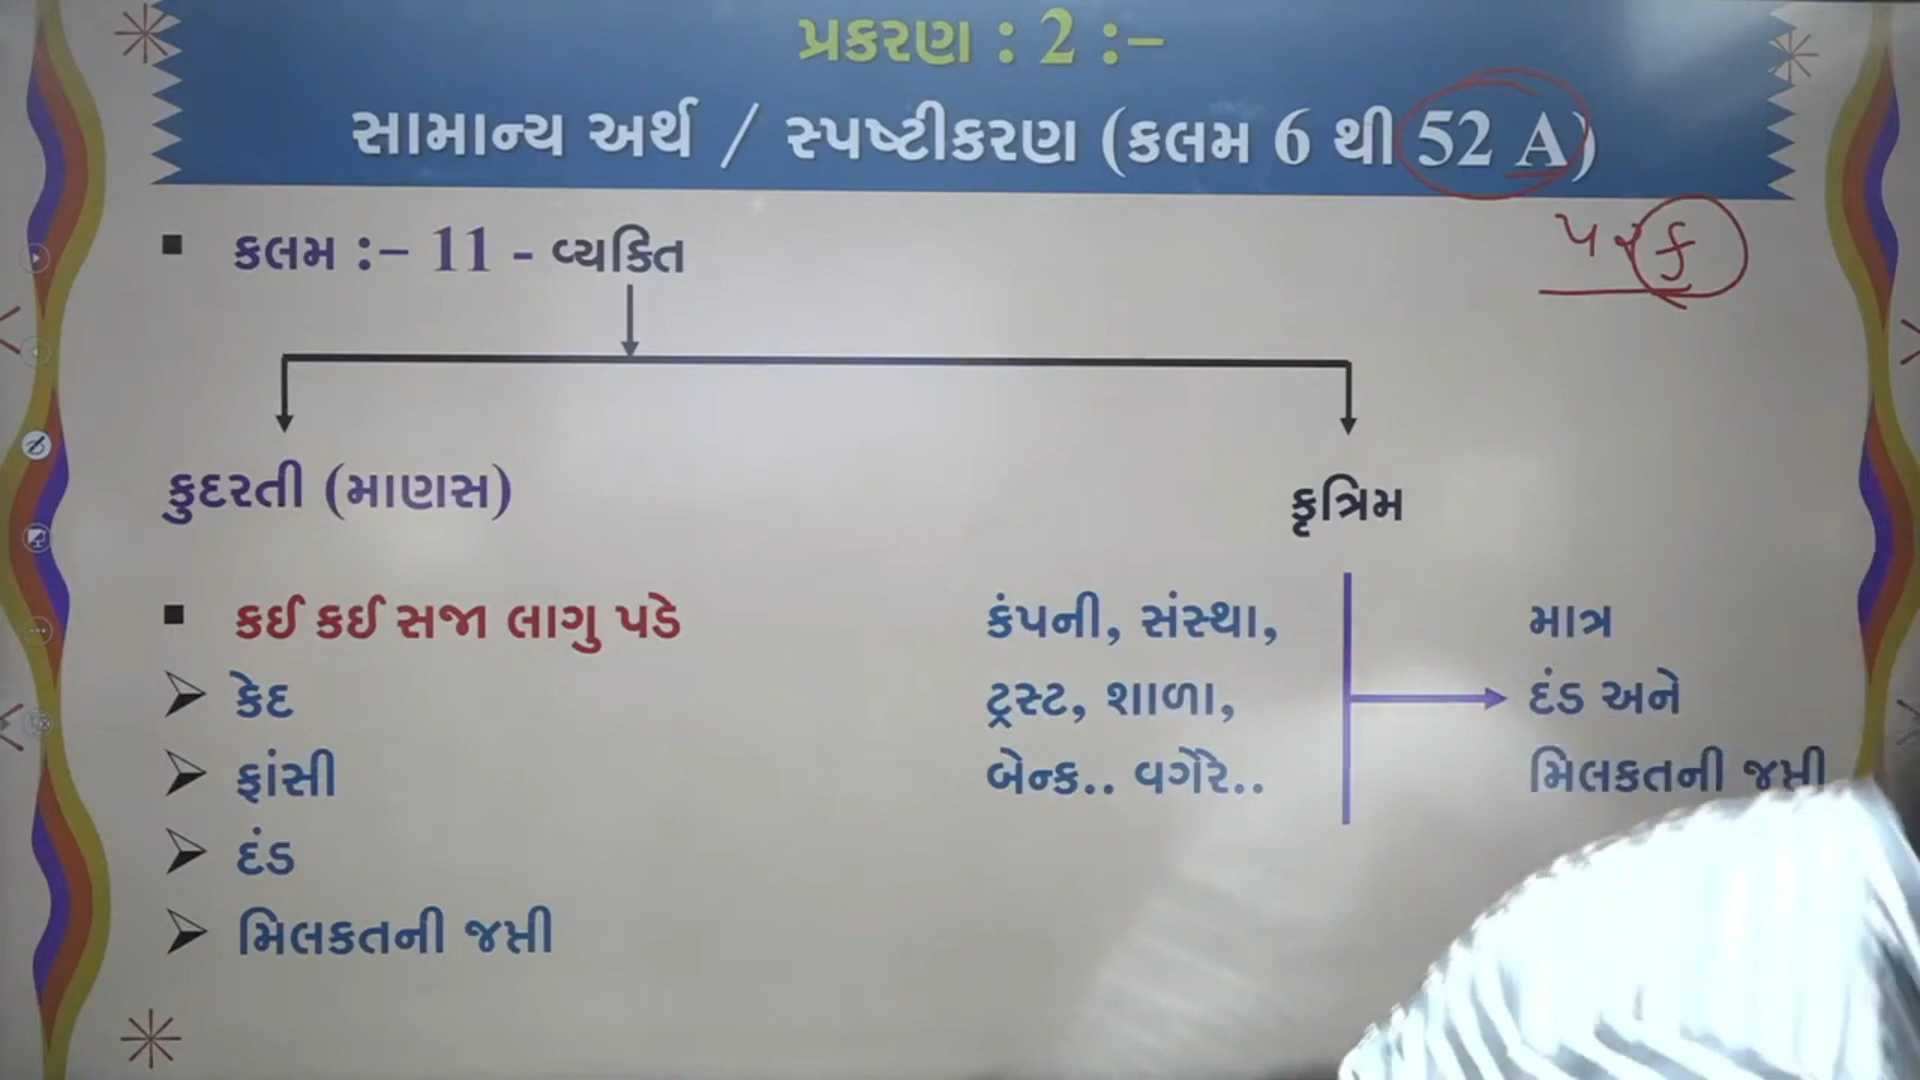 પ્રકરણ : 2 :–
સામાન્ય અર્થ / સ્પષ્ટીકરણ (કલમ 6 થી 52 A)
કલમ :– 11 - વ્યકિત
કુદરતી (માણસ)
કઈ કઈ સજા લાગુ પડે
કેદ
ફાંસી
દંડ
મિલકતની જપ્તી
કૃત્રિમ
કંપની, સંસ્થા,
ટ્રસ્ટ, શાળા,
બેન્ક.. વગેરે..
માત્ર
દંડ અને
મિલકતની જપ્તી